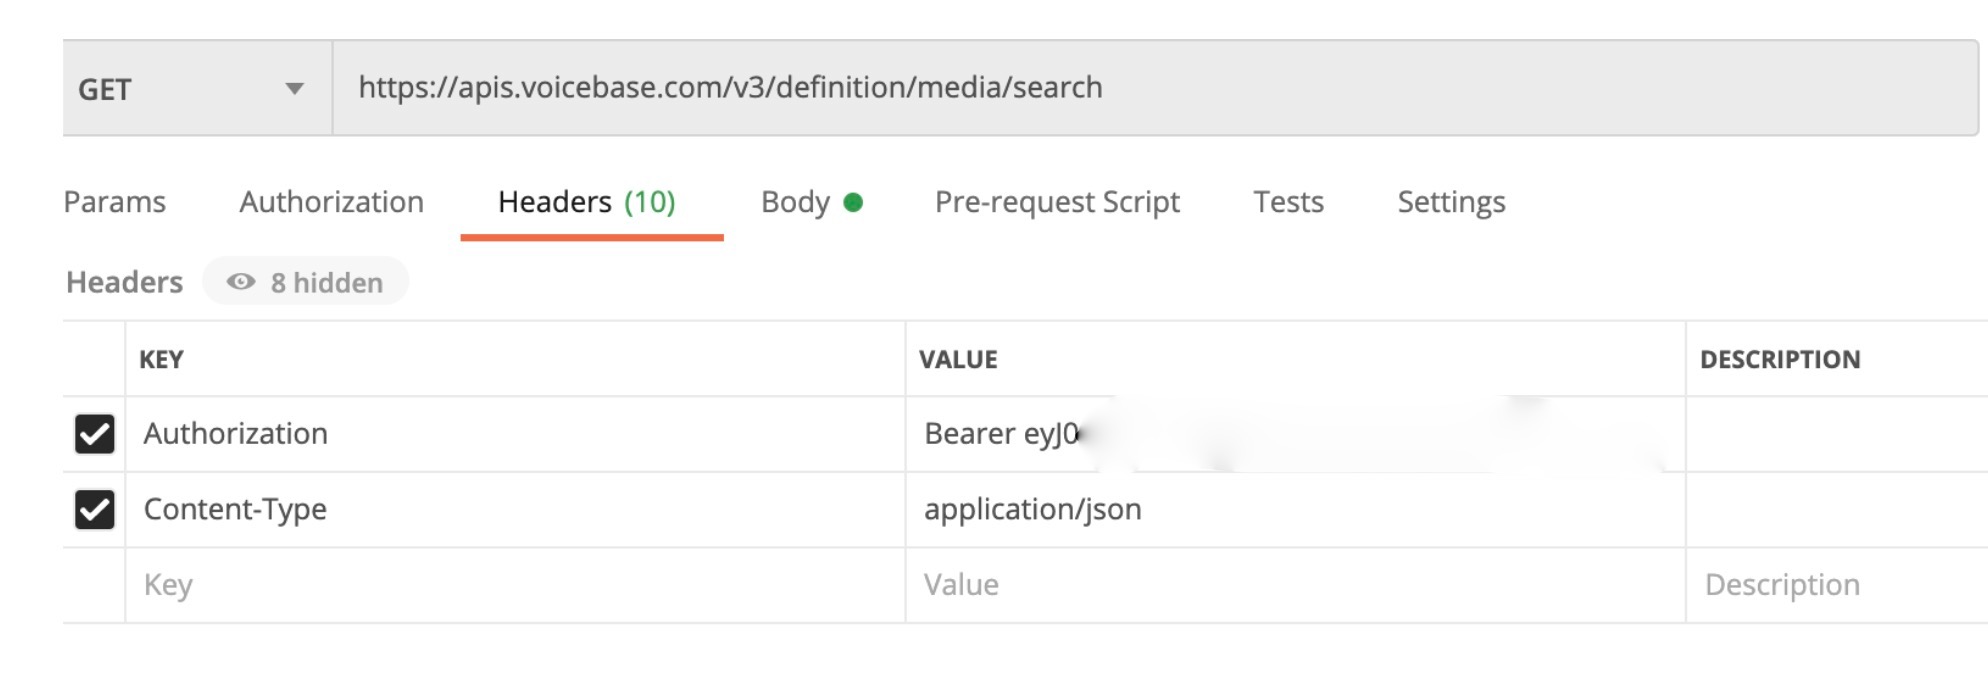 GET https://apis.voicebase.com/v3/definition/media/search
Params Authorization Headers (10) Body Pre-request Script Tests Settings
Headers 8 hidden
KEY VALUE DESCRIPTION
Authorization Bearer eyJ0
Content-Type application/json
Key Value Description